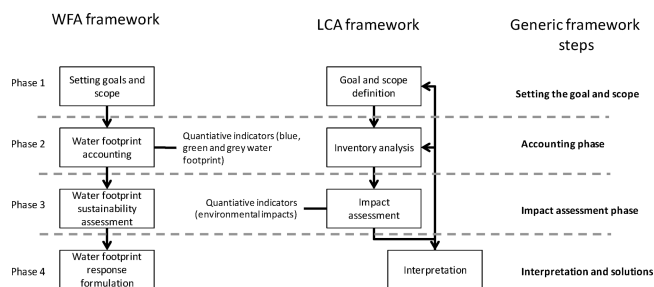 WFA framework
LCA framework
Generic framework
steps
Phase 1
Setting goals and
scope
Goal and scope
definition
Setting the goal and scope
Phase 2
Water footprint
accounting
Quantiative indicators (blue,
green and grey water
footprint)
Inventory analysis
Accounting phase
Phase 3
Water footprint
sustainability
assessment
Quantiative indicators
(environmental impacts)
Impact
assessment
Impact assessment phase
Phase 4
Water footprint
response
formulation
Interpretation
Interpretation and solutions